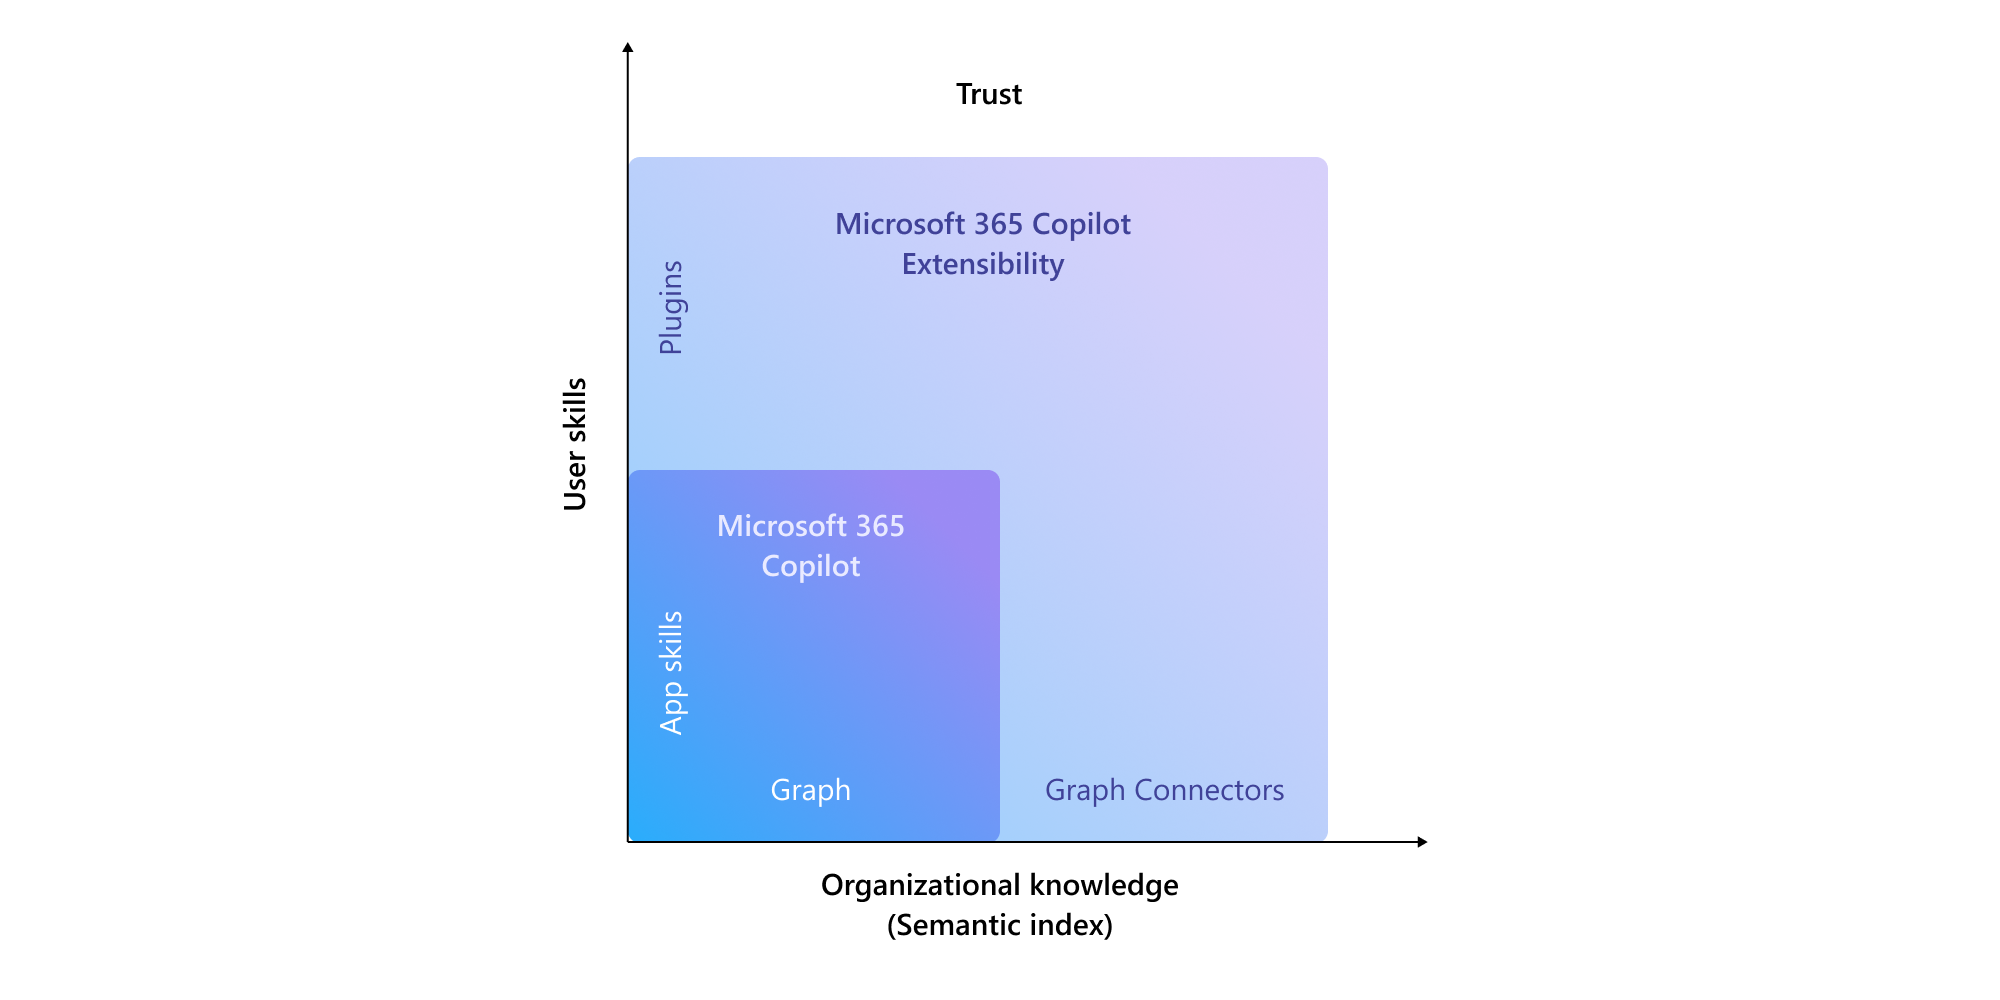 Trust
Microsoft 365 Copilot
Extensibility
Plugins
User skills
Microsoft 365
Copilot
App skills
Graph
Graph Connectors
Organizational knowledge
(Semantic index)